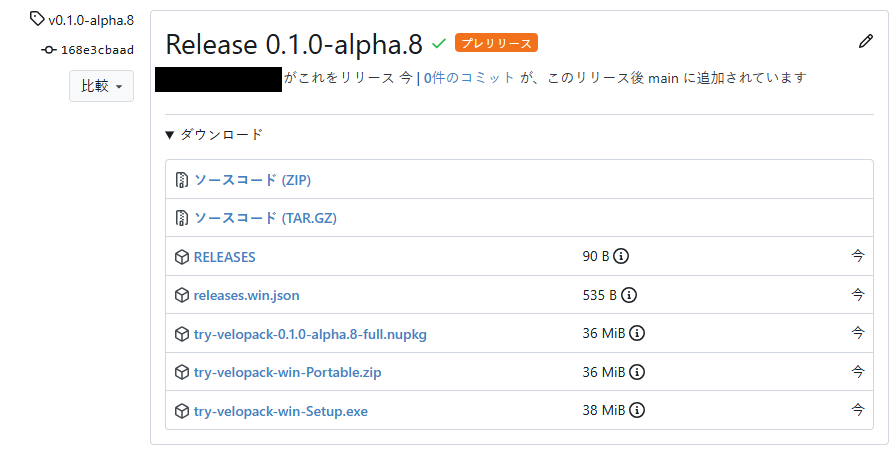 v0.1.0-alpha.8
168e3cbaad
比較
Release 0.1.0-alpha.8 プレリリース
がこれをリリース 今 | 0件のコミット が、このリリース後 main に追加されています
ダウンロード
ソースコード (ZIP)
ソースコード (TAR.GZ)
RELEASES 90 B 今
releases.win.json 535 B 今
try-velopack-0.1.0-alpha.8-full.nupkg 36 MiB 今
try-velopack-win-Portable.zip 36 MiB 今
try-velopack-win-Setup.exe 38 MiB 今